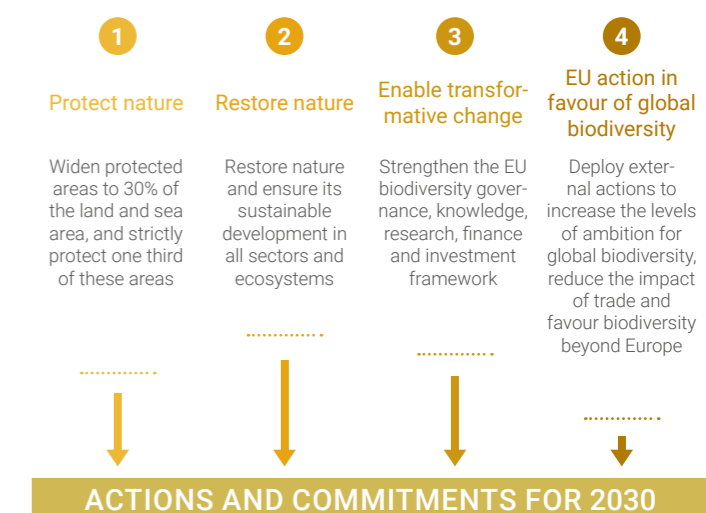 1
Protect nature
Widen protected
areas to 30% of
the land and sea
area, and strictly
protect one third
of these areas
2
Restore nature
Restore nature
and ensure its
sustainable
development in
all sectors and
ecosystems
3
Enable transfor-
mative change
Strengthen the EU
biodiversity gover-
nance, knowledge,
research, finance
and investment
framework
4
EU action in
favour of global
biodiversity
Deploy exter-
nal actions to
increase the levels
of ambition for
global biodiversity,
reduce the impact
of trade and
favour biodiversity
beyond Europe
ACTIONS AND COMMITMENTS FOR 2030